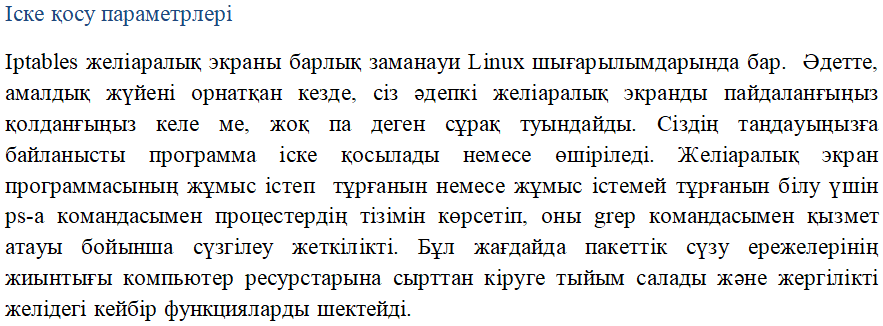 Іске қосу параметрлері
Iptables желіаралық экраны барлық заманауи Linux шығарылымдарында бар.  Әдетте,
амалдық жүйені орнатқан кезде, сіз әдепкі желіаралық экранды пайдаланғыңыз
қолданғыңыз келе ме, жоқ па деген сұрақ туындайды. Сіздің таңдауыңызға
байланысты программа іске қосылады немесе өшіріледі. Желіаралық экран
программасының жұмыс істеп  тұрғанын немесе жұмыс істемей тұрғанын білу үшін
ps-a командасымен процестердің тізімін көрсетіп, оны grep командасымен қызмет
атауы бойынша сүзгілеу жеткілікті. Бұл жағдайда пакеттік сүзу ережелерінің
жиынтығы компьютер ресурстарына сырттан кіруге тыйым салады және жергілікті
желідегі кейбір функцияларды шектейді.